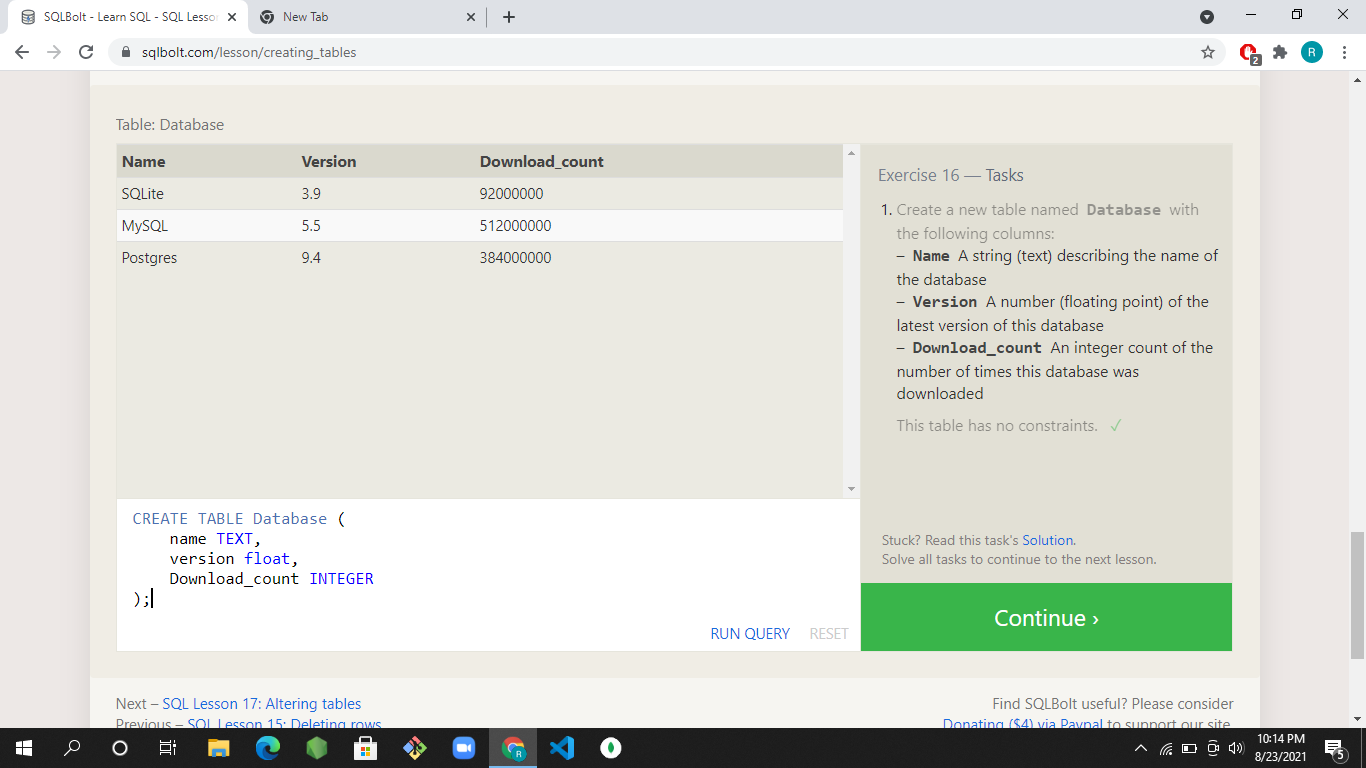 SQLBolt - Learn SQL - SQL Lesson
New Tab
sqlbolt.com/lesson/creating_tables
2
R
Table: Database
Name Version Download_count
SQLite 3.9 92000000
MySQL 5.5 512000000
Postgres 9.4 384000000
Exercise 16 — Tasks
1. Create a new table named Database with
the following columns:
– Name A string (text) describing the name of
the database
– Version A number (floating point) of the
latest version of this database
– Download_count An integer count of the
number of times this database was
downloaded
This table has no constraints. ✓
CREATE TABLE Database (
name TEXT,
version float,
Download_count INTEGER
);
RUN QUERY RESET
Stuck? Read this task's Solution.
Solve all tasks to continue to the next lesson.
Continue ›
Next – SQL Lesson 17: Altering tables
Previous – SQL Lesson 15: Deleting rows
Find SQLBolt useful? Please consider
Donating ($4) via Paypal to support our site.
R
10:14 PM
8/23/2021
5